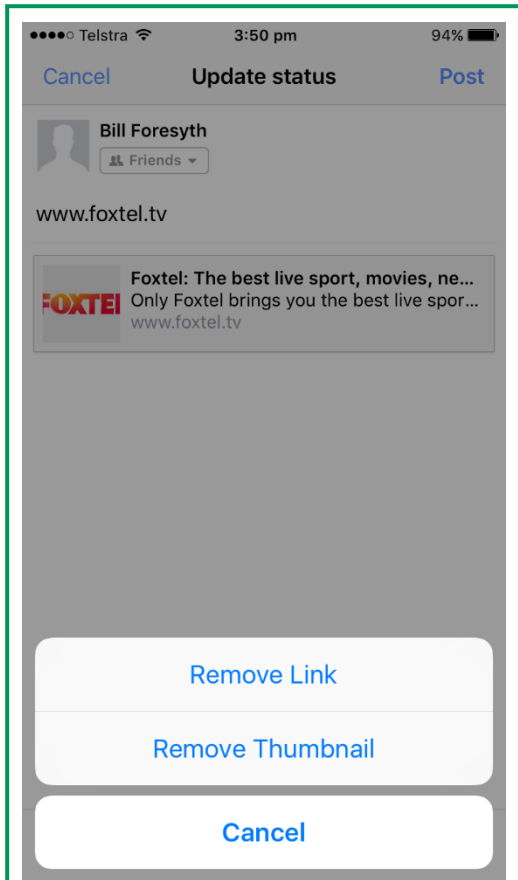 Telstra 3:50 pm 94%
Cancel Update status Post
Bill Foresyth
Friends
www.foxtel.tv
Foxtel: The best live sport, movies, ne...
FOXTEL Only Foxtel brings you the best live spor...
www.foxtel.tv
Remove Link
Remove Thumbnail
Cancel